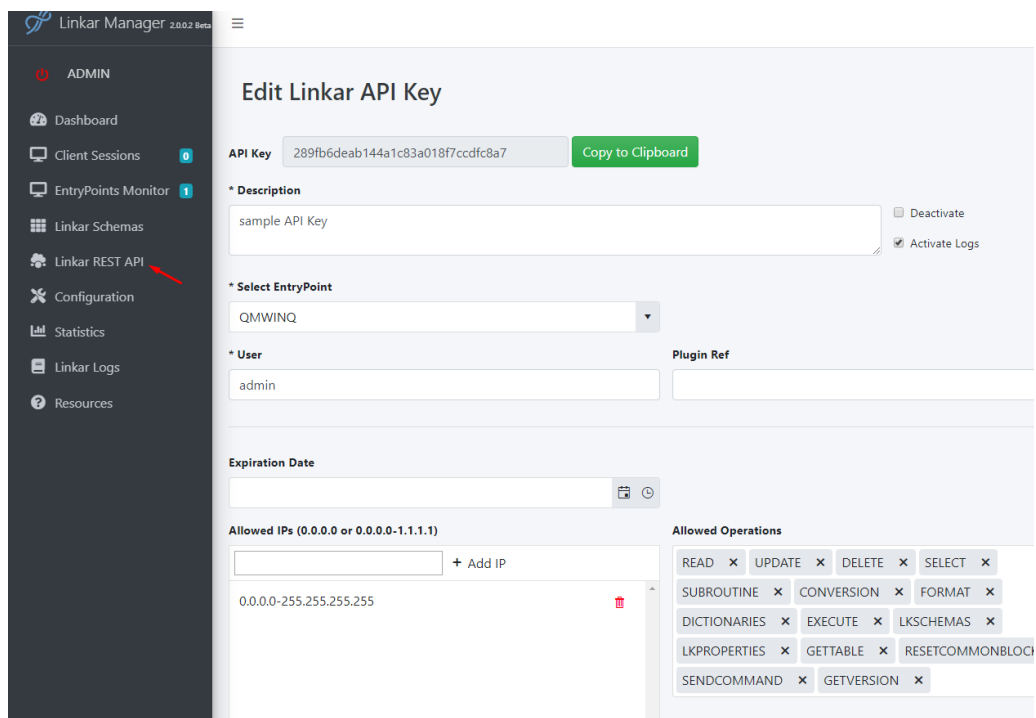 Linkar Manager 2.0.0.2 Beta
ADMIN
Dashboard
Client Sessions 0
EntryPoints Monitor 1
Linkar Schemas
Linkar REST API
Configuration
Statistics
Linkar Logs
Resources
Edit Linkar API Key
API Key 289fb6deab144a1c83a018f7ccdfc8a7 Copy to Clipboard
* Description
sample API Key
Deactivate
Activate Logs
* Select EntryPoint
QMWINQ
* User
admin
Plugin Ref
Expiration Date
Allowed IPs (0.0.0.0 or 0.0.0.0-1.1.1.1)
+ Add IP
0.0.0.0-255.255.255.255
Allowed Operations
READ × UPDATE × DELETE × SELECT ×
SUBROUTINE × CONVERSION × FORMAT ×
DICTIONARIES × EXECUTE × LKSCHEMAS ×
LKPROPERTIES × GETTABLE × RESETCOMMONBLOCK
SENDCOMMAND × GETVERSION ×